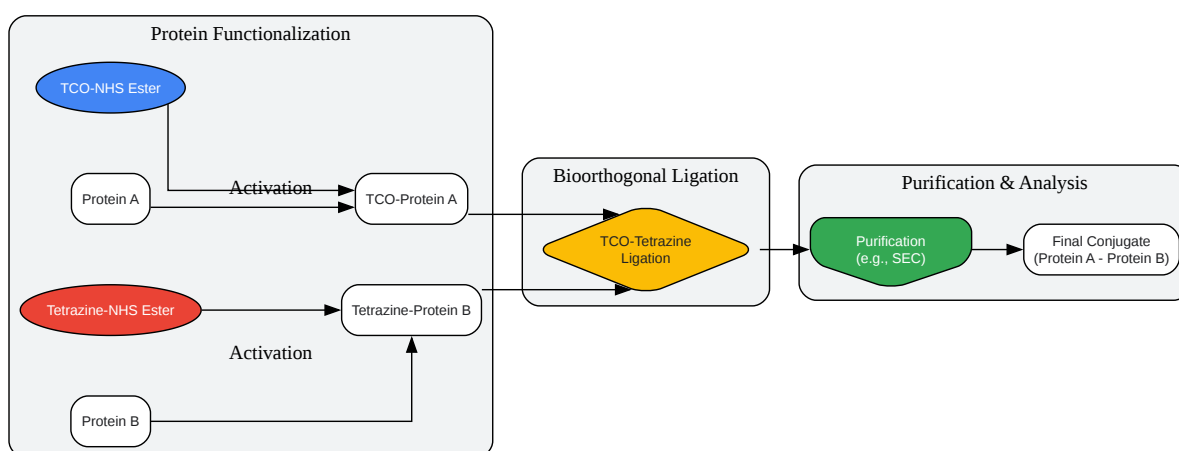 Protein Functionalization
TCO-NHS Ester
Protein A
Activation
TCO-Protein A
Tetrazine-NHS Ester
Tetrazine-Protein B
Activation
Protein B
Bioorthogonal Ligation
TCO-Tetrazine
Ligation
Purification & Analysis
Purification
(e.g., SEC)
Final Conjugate
(Protein A - Protein B)